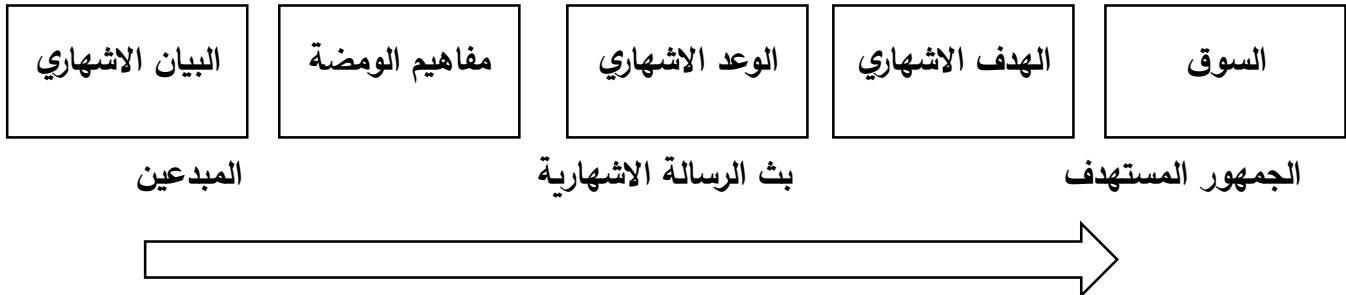 السوق
الهدف الاشهاري
الوعد الاشهاري
مفاهيم الومضة
البيان الاشهاري
الجمهور المستهدف
بث الرسالة الاشهارية
المبدعين